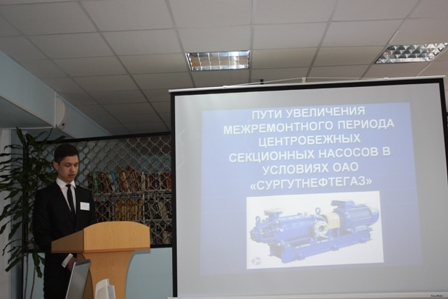 ПУТИ УВЕЛИЧЕНИЯ
МЕЖРЕМОНТНОГО ПЕРИОДА
ЦЕНТРОБЕЖНЫХ
СЕКЦИОННЫХ НАСОСОВ В
УСЛОВИЯХ ОАО
«СУРГУТНЕФТЕГАЗ»